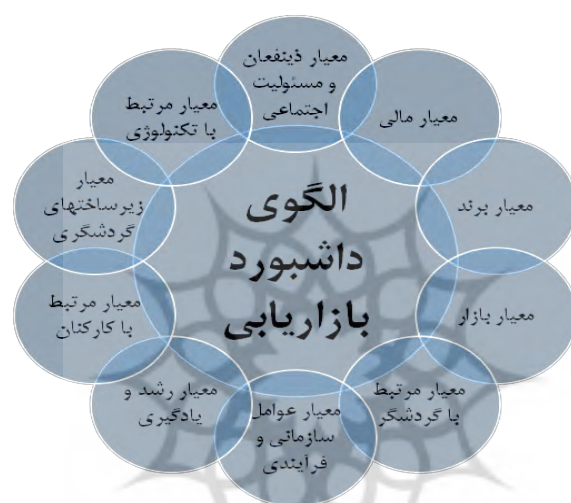 معیار ذینفعان
و مسئولیت
اجتماعی
معیار مالی
معیار برند
معیار بازار
معیار مرتبط
با گردشگر
معیار عوامل
سازمانی و
فرآیندی
معیار رشد و
یادگیری
معیار مرتبط
با کارکنان
معیار
زیرساختهای
گردشگری
معیار مرتبط
با تکنولوژی
الگوی
داشبورد
بازاریابی